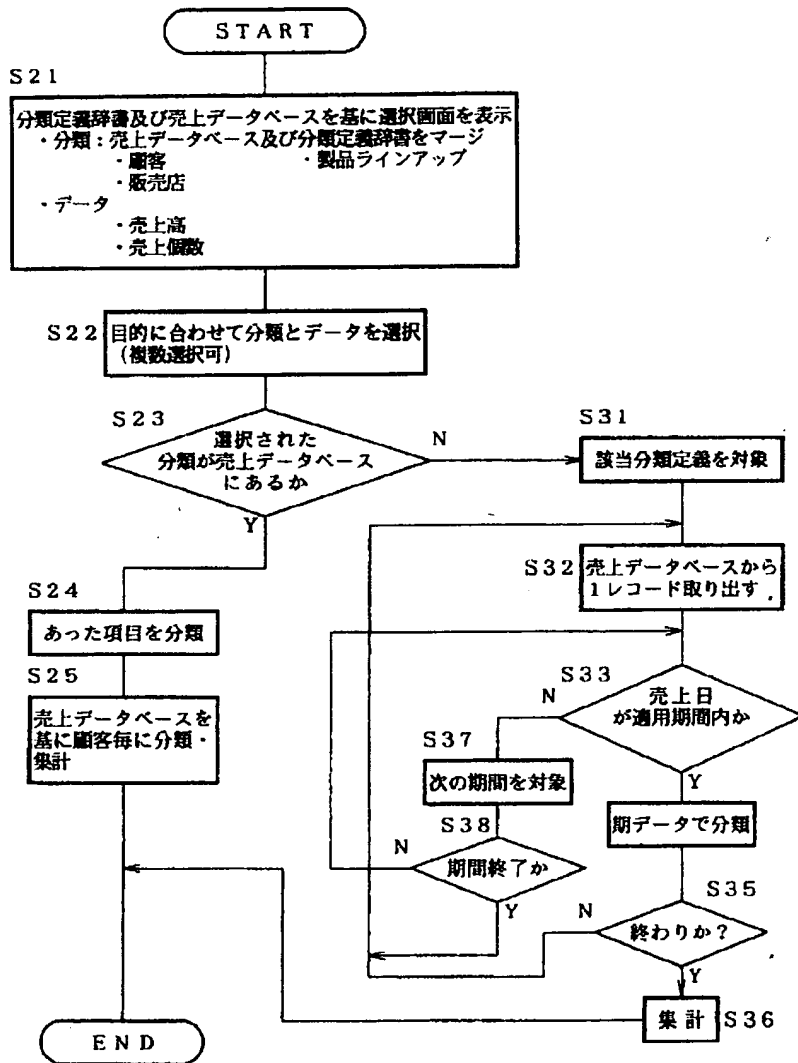 START
S21
分類定義辞書及び売上データベースを基に選択画面を表示
・分類：売上データベース及び分類定義辞書をマージ
・顧客 ・製品ラインアップ
・販売店
・データ
・売上高
・売上個数
S22
目的に合わせて分類とデータを選択
（複数選択可）
S23
選択された
分類が売上データベース
にあるか
N
Y
S24
あった項目を分類
S25
売上データベースを
基に顧客毎に分類・
集計
S31
該当分類定義を対象
S32
売上データベースから
1レコード取り出す
S33
売上日
が適用期間内か
N
Y
S37
次の期間を対象
S38
期間終了か
N
Y
期データで分類
S35
終わりか？
N
Y
集計
S36
END